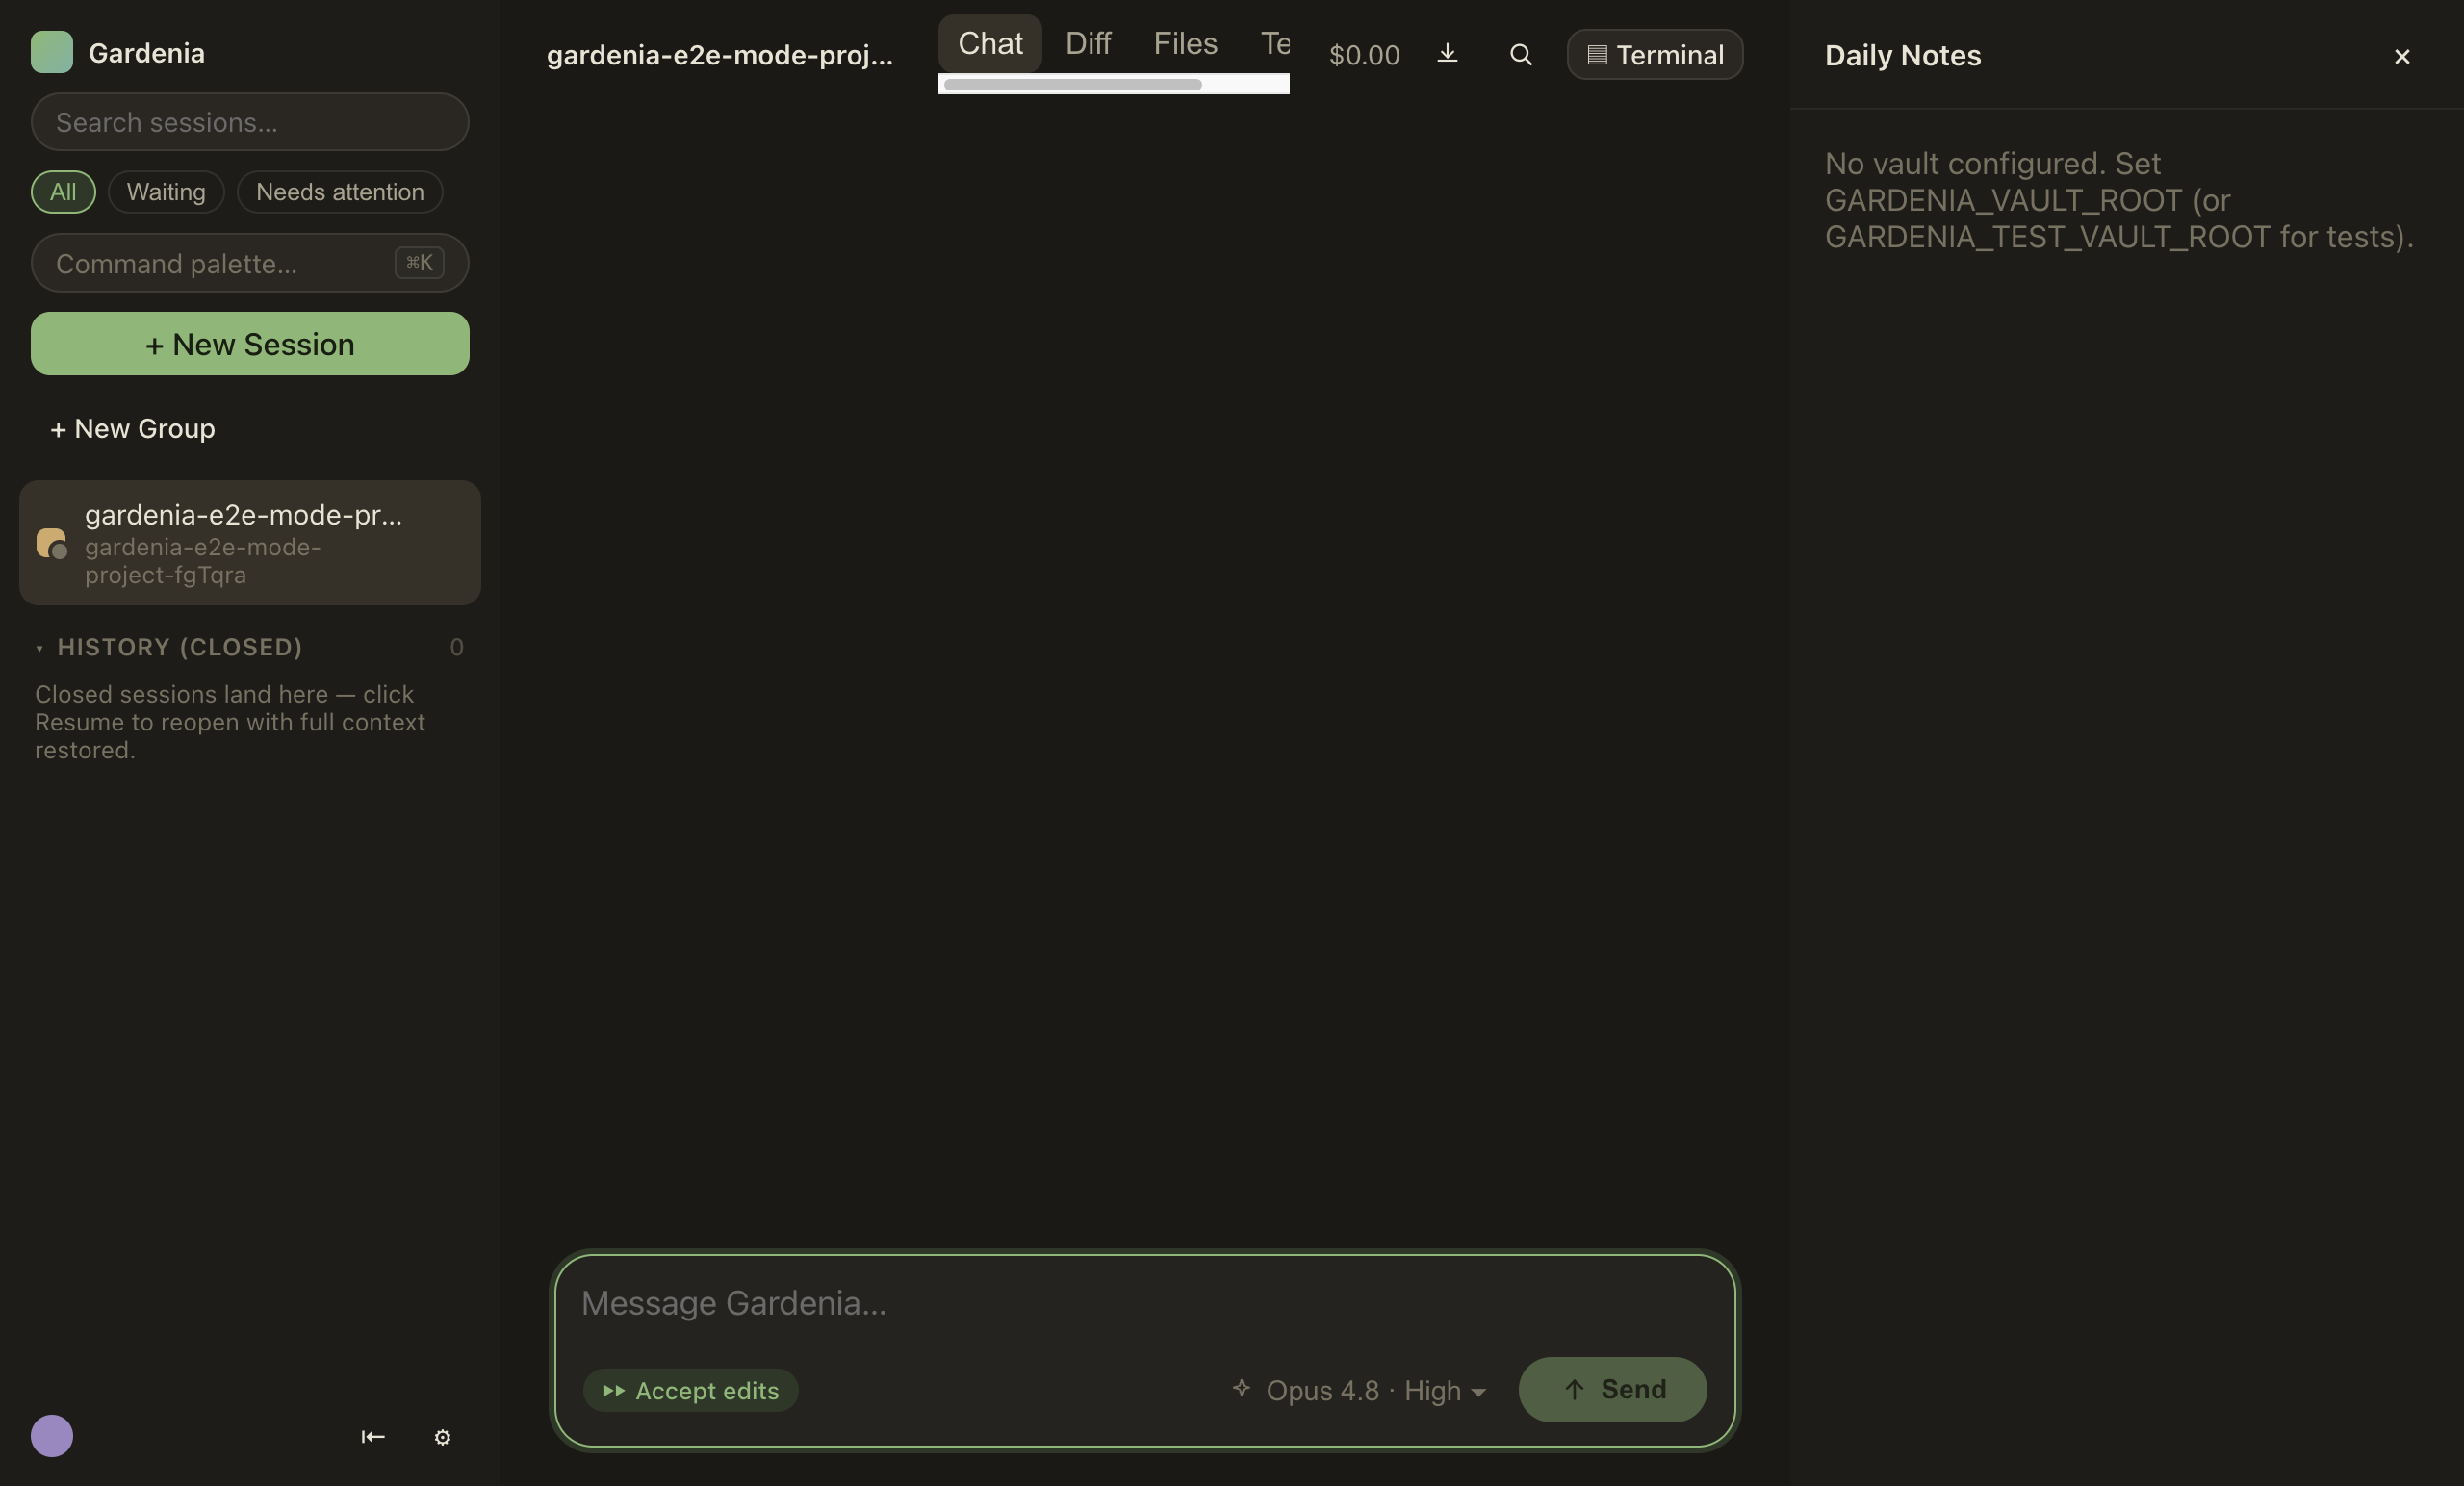 Gardenia
Search sessions...
All
Waiting
Needs attention
Command palette...
⌘K
+ New Session
+ New Group
gardenia-e2e-mode-pr...
gardenia-e2e-mode-
project-fgTqra
HISTORY (CLOSED)
0
Closed sessions land here — click
Resume to reopen with full context
restored.
gardenia-e2e-mode-proj...
Chat
Diff
Files
Te
$0.00
Terminal
Message Gardenia...
Accept edits
Opus 4.8 · High
Send
Daily Notes
No vault configured. Set
GARDENIA_VAULT_ROOT (or
GARDENIA_TEST_VAULT_ROOT for tests).